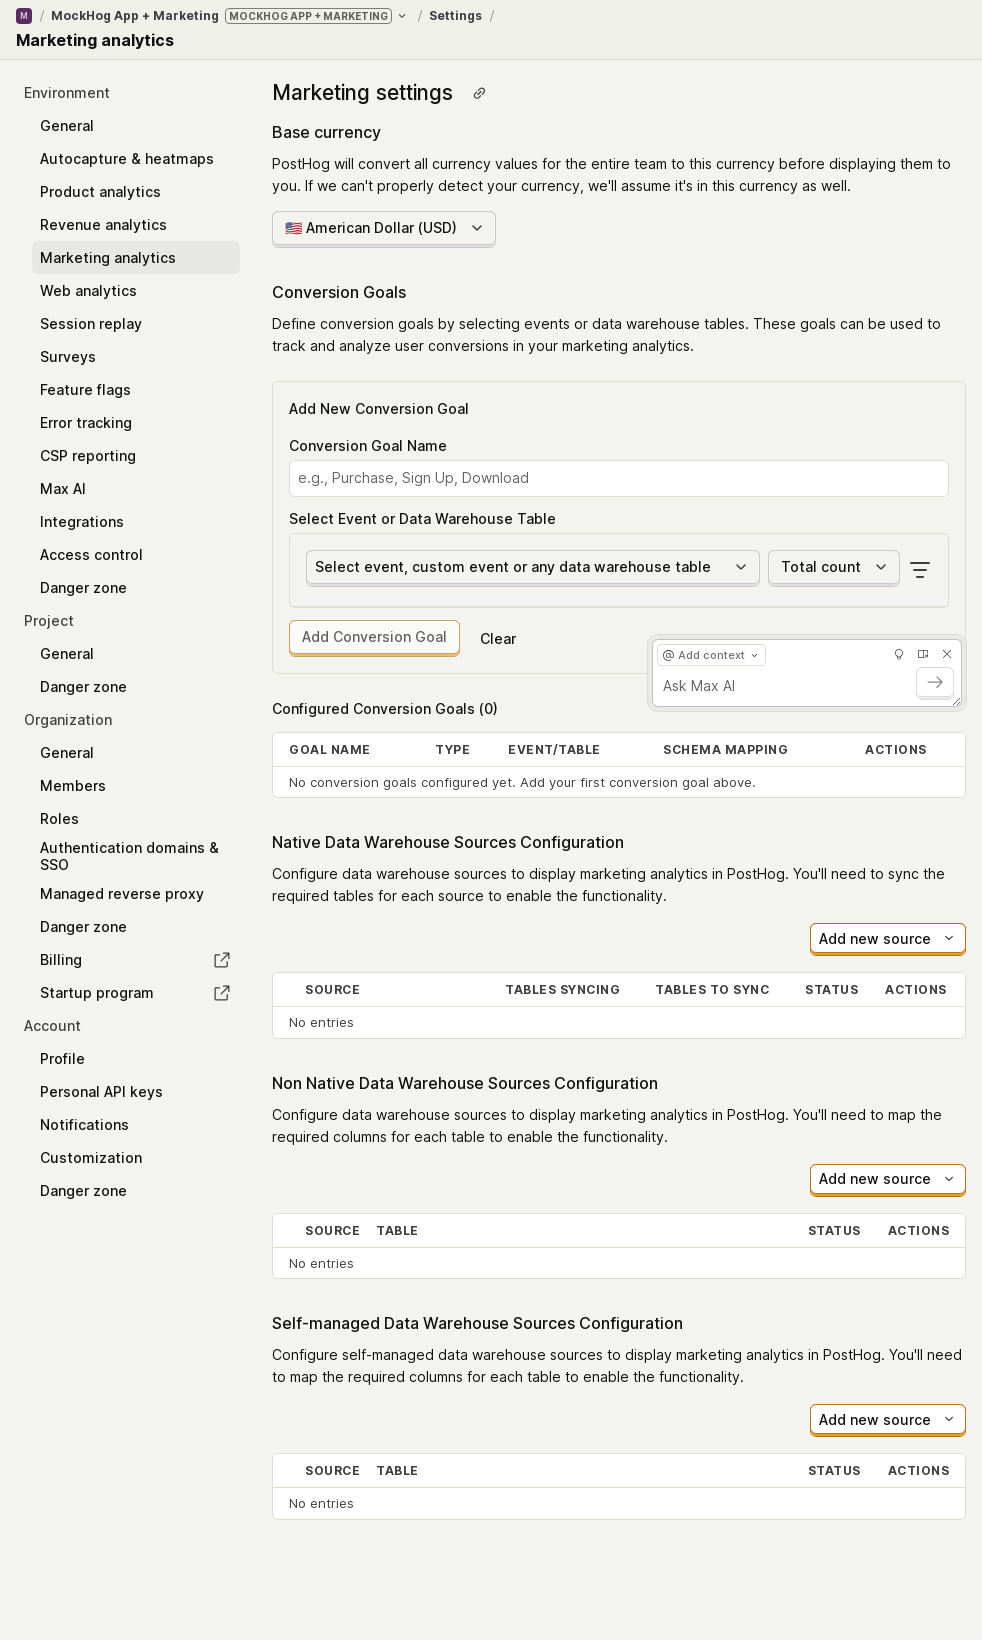 M / MockHog App + Marketing MOCKHOG APP + MARKETING / Settings /
Marketing analytics
Environment
General
Autocapture & heatmaps
Product analytics
Revenue analytics
Marketing analytics
Web analytics
Session replay
Surveys
Feature flags
Error tracking
CSP reporting
Max AI
Integrations
Access control
Danger zone
Project
General
Danger zone
Organization
General
Members
Roles
Authentication domains &
SSO
Managed reverse proxy
Danger zone
Billing
Startup program
Account
Profile
Personal API keys
Notifications
Customization
Danger zone
Marketing settings
Base currency
PostHog will convert all currency values for the entire team to this currency before displaying them to
you. If we can't properly detect your currency, we'll assume it's in this currency as well.
🇺🇸 American Dollar (USD)
Conversion Goals
Define conversion goals by selecting events or data warehouse tables. These goals can be used to
track and analyze user conversions in your marketing analytics.
Add New Conversion Goal
Conversion Goal Name
e.g., Purchase, Sign Up, Download
Select Event or Data Warehouse Table
Select event, custom event or any data warehouse table Total count
Add Conversion Goal Clear
@ Add context
Ask Max AI
Configured Conversion Goals (0)
GOAL NAME TYPE EVENT/TABLE SCHEMA MAPPING ACTIONS
No conversion goals configured yet. Add your first conversion goal above.
Native Data Warehouse Sources Configuration
Configure data warehouse sources to display marketing analytics in PostHog. You'll need to sync the
required tables for each source to enable the functionality.
Add new source
SOURCE TABLES SYNCING TABLES TO SYNC STATUS ACTIONS
No entries
Non Native Data Warehouse Sources Configuration
Configure data warehouse sources to display marketing analytics in PostHog. You'll need to map the
required columns for each table to enable the functionality.
Add new source
SOURCE TABLE STATUS ACTIONS
No entries
Self-managed Data Warehouse Sources Configuration
Configure self-managed data warehouse sources to display marketing analytics in PostHog. You'll need
to map the required columns for each table to enable the functionality.
Add new source
SOURCE TABLE STATUS ACTIONS
No entries